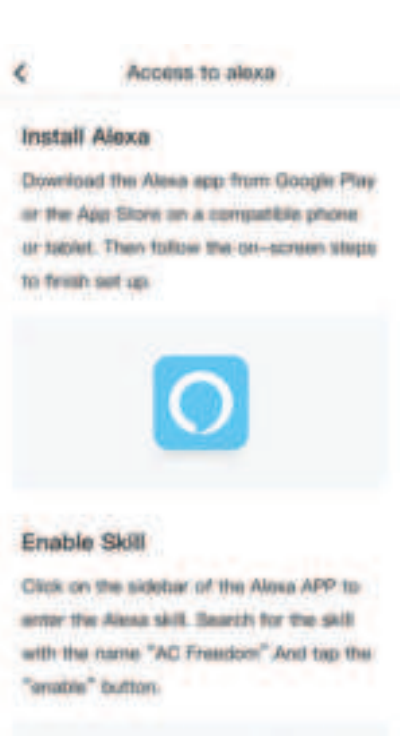 Access to alexa
Install Alexa
Download the Alexa app from Google Play
or the App Store on a compatible phone
or tablet. Then follow the on-screen steps
to finish set up.
Enable Skill
Click on the sidebar of the Alexa APP to
enter the Alexa skill. Search for the skill
with the name "AC Freedom" And tap the
"enable" button.